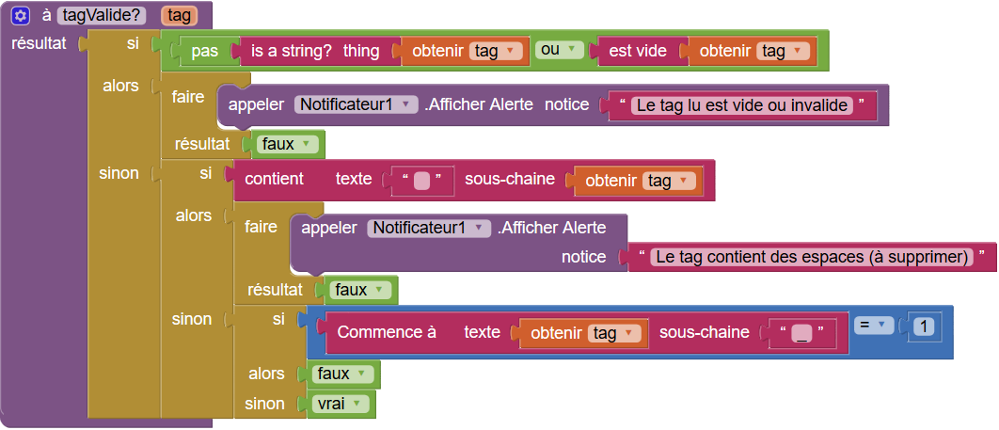 à tagValide? tag
résultat si pas is a string? thing obtenir tag ou est vide obtenir tag
alors faire appeler Notificateur1 .Afficher Alerte notice “ Le tag lu est vide ou invalide ”
résultat faux
sinon si contient texte “ ” sous-chaine obtenir tag
alors faire appeler Notificateur1 .Afficher Alerte
notice “ Le tag contient des espaces (à supprimer) ”
résultat faux
sinon si Commence à texte obtenir tag sous-chaine “ _ ” = 1
alors faux
sinon vrai